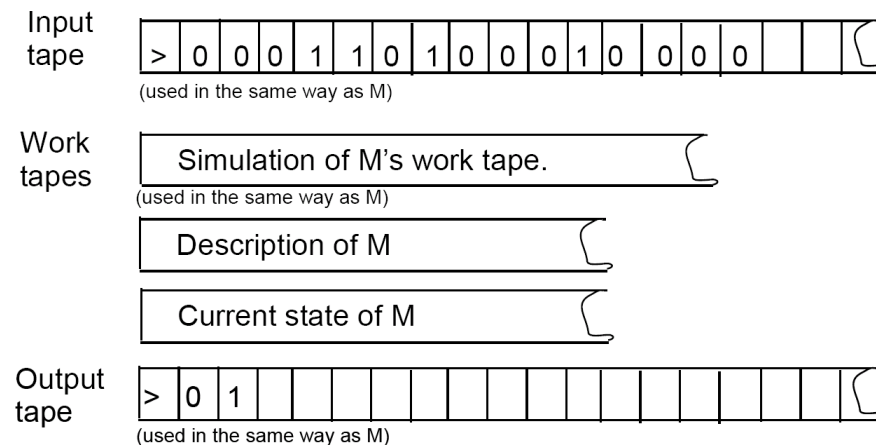 Input
tape
> 0 0 0 1 1 0 1 0 0 0 1 0 0 0 0
(used in the same way as M)
Work
tapes
Simulation of M's work tape.
(used in the same way as M)
Description of M
Current state of M
Output
tape
> 0 1
(used in the same way as M)